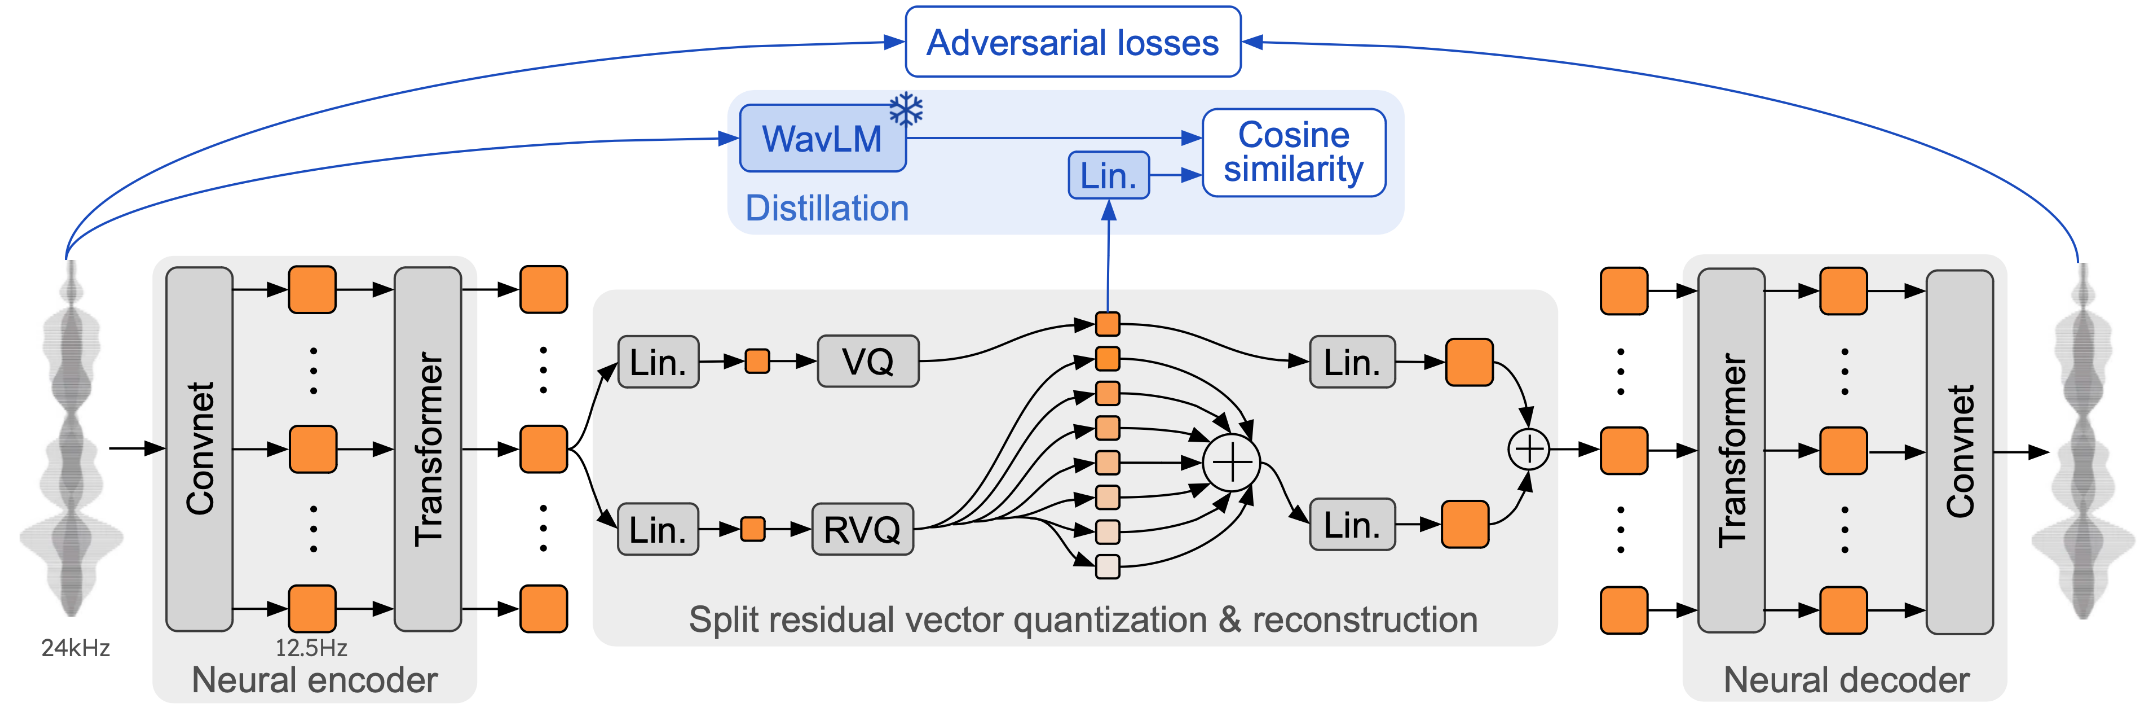 Adversarial losses
WavLM
Cosine
similarity
Lin.
Distillation
Convnet
Transformer
Lin.
VQ
Lin.
RVQ
Lin.
Lin.
Transformer
Convnet
Split residual vector quantization & reconstruction
24kHz
12.5Hz
Neural encoder
Neural decoder